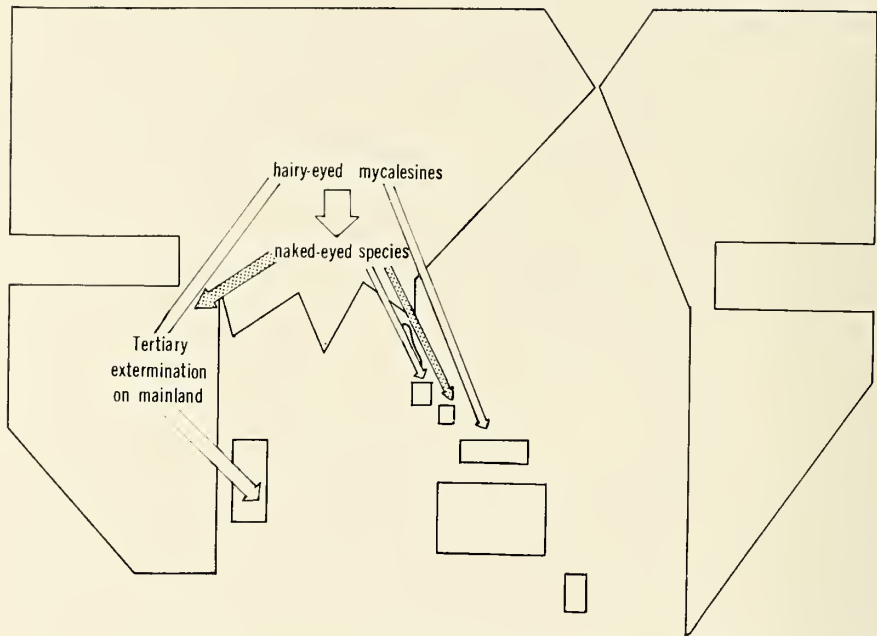 hairy-eyed mycalesines
naked-eyed species
Tertiary
extermination
on mainland